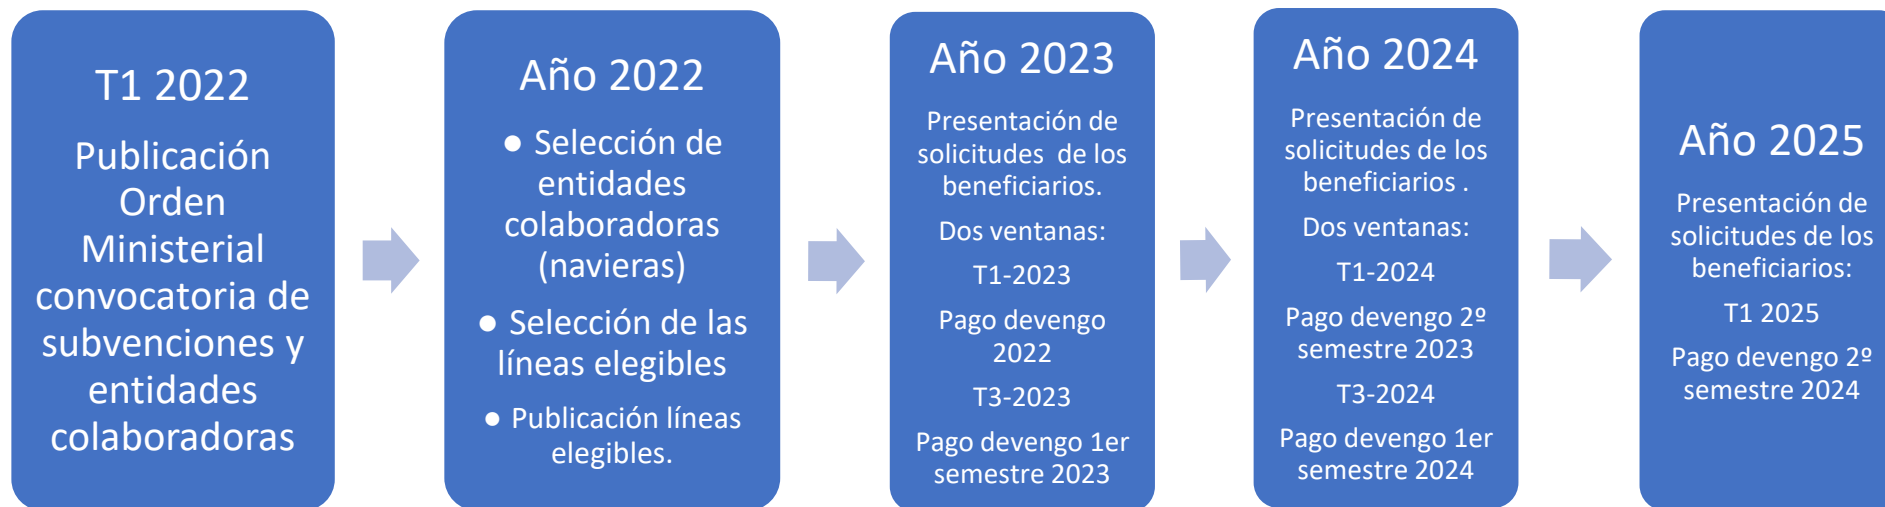 T1 2022
Publicación
Orden
Ministerial
convocatoria de
subvenciones y
entidades
colaboradoras
Año 2022
● Selección de
entidades
colaboradoras
(navieras)
● Selección de las
líneas elegibles
● Publicación líneas
elegibles.
Año 2023
Presentación de
solicitudes de los
beneficiarios.
Dos ventanas:
T1-2023
Pago devengo
2022
T3-2023
Pago devengo 1er
semestre 2023
Año 2024
Presentación de
solicitudes de los
beneficiarios .
Dos ventanas:
T1-2024
Pago devengo 2º
semestre 2023
T3-2024
Pago devengo 1er
semestre 2024
Año 2025
Presentación de
solicitudes de los
beneficiarios:
T1 2025
Pago devengo 2º
semestre 2024